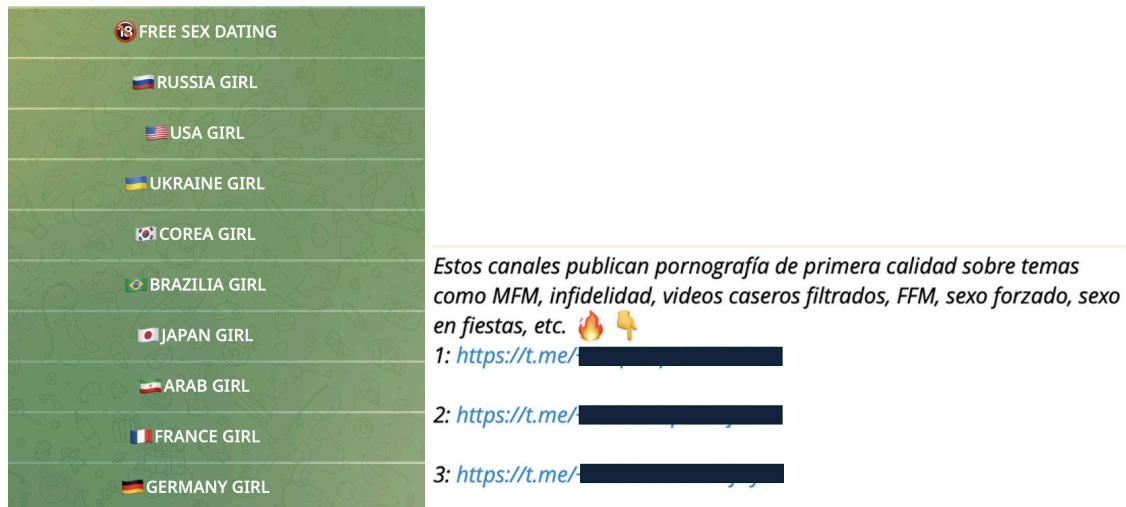 FREE SEX DATING
RUSSIA GIRL
USA GIRL
UKRAINE GIRL
COREA GIRL
BRAZILIA GIRL
JAPAN GIRL
ARAB GIRL
FRANCE GIRL
GERMANY GIRL
Estos canales publican pornografía de primera calidad sobre temas
como MFM, infidelidad, videos caseros filtrados, FFM, sexo forzado, sexo
en fiestas, etc. 🔥 👇
1: https://t.me/
2: https://t.me/
3: https://t.me/